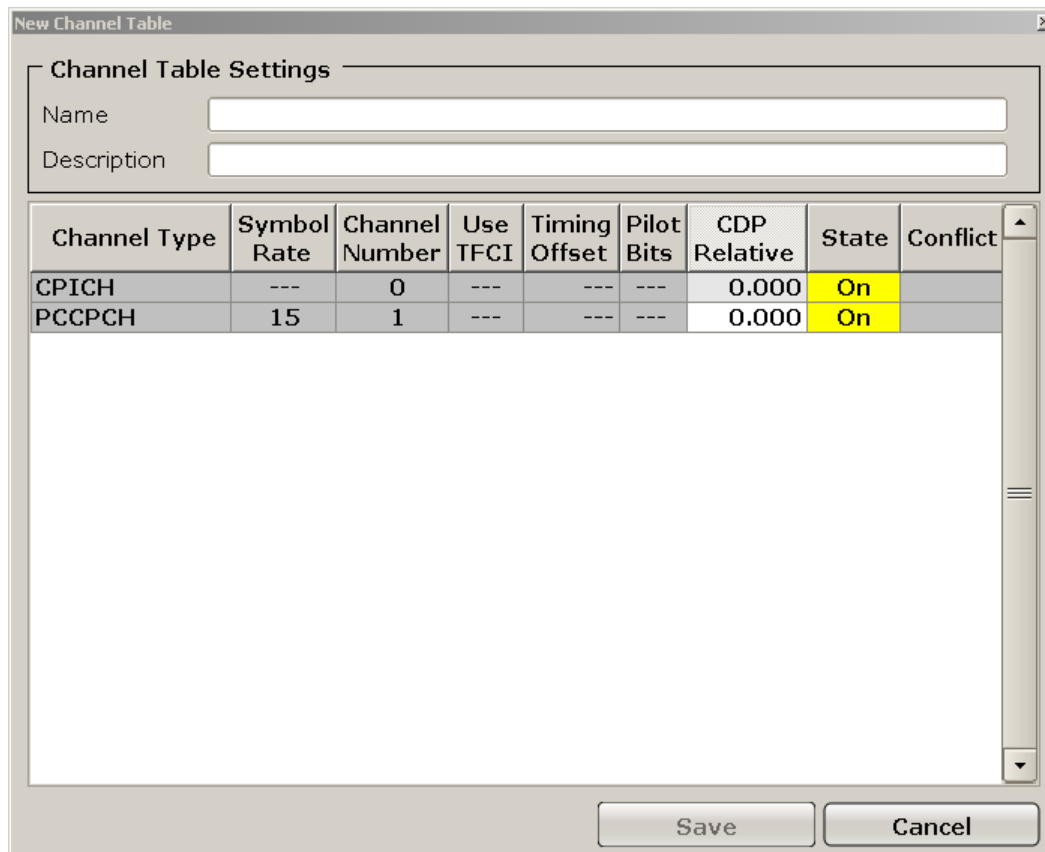 New Channel Table
Channel Table Settings
Name
Description
Channel Type Symbol Rate Channel Number Use TFCI Timing Offset Pilot Bits CDP Relative State Conflict
CPICH --- 0 --- --- --- 0.000 On
PCCPCH 15 1 --- --- --- 0.000 On
Save Cancel